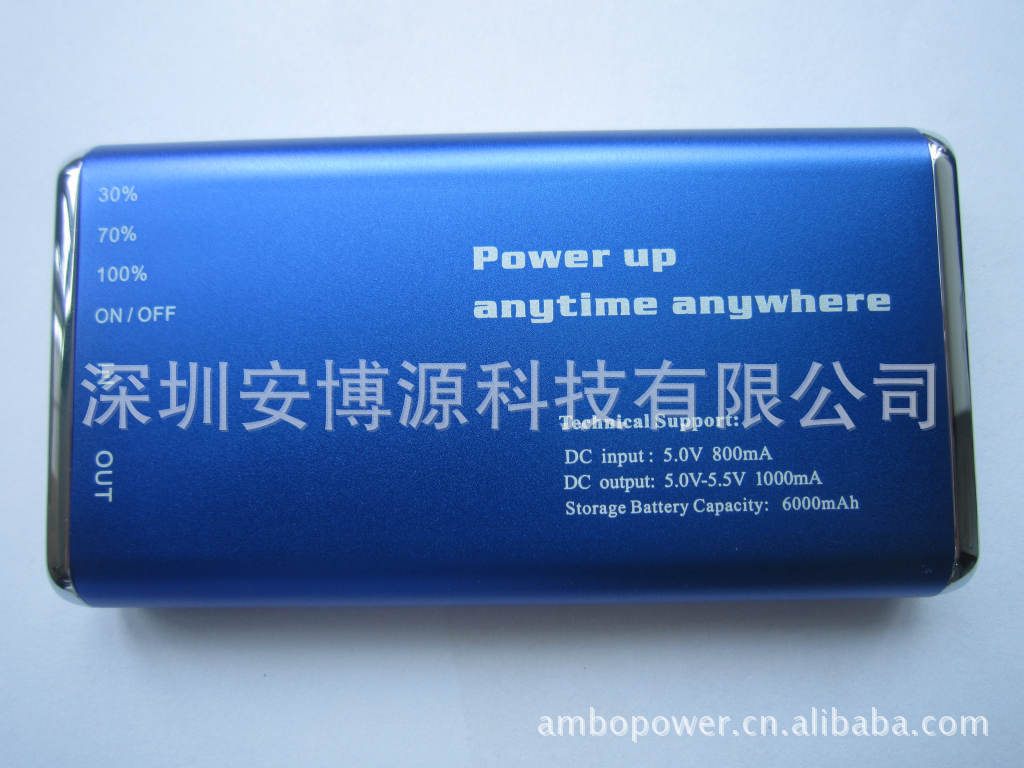 30%
70%
100%
ON / OFF
IN
OUT
Power up
anytime anywhere
深圳安博源科技有限公司
Technical Support:
DC input : 5.0V 800mA
DC output: 5.0V-5.5V 1000mA
Storage Battery Capacity: 6000mAh
ambopower.cn.alibaba.com